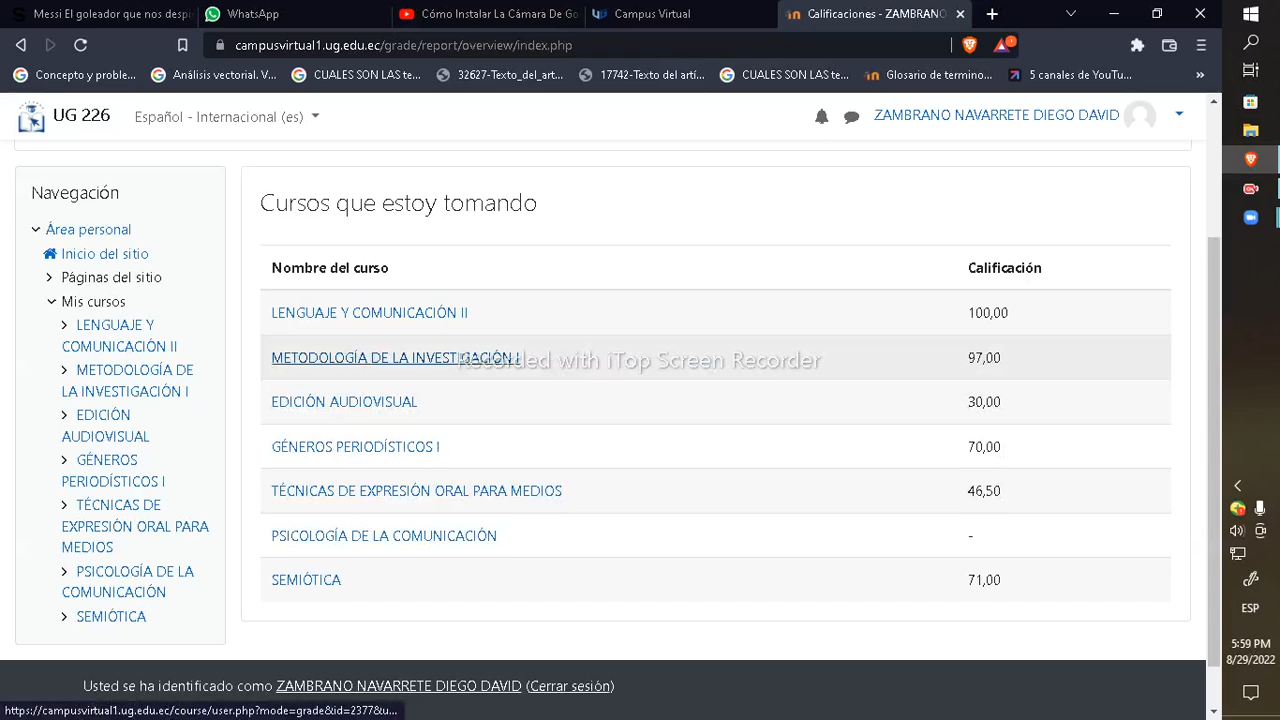 Messi El goleador que nos despi
WhatsApp
Cómo Instalar La Cámara De Go
Campus Virtual
Calificaciones - ZAMBRANO
campusvirtual1.ug.edu.ec/grade/report/overview/index.php
1
Concepto y proble...
Análisis vectorial. V...
CUALES SON LAS te...
32627-Texto_del_art...
17742-Texto del artí...
CUALES SON LAS te...
Glosario de termino...
5 canales de YouTu...
UG 226
Español - Internacional (es)
ZAMBRANO NAVARRETE DIEGO DAVID
Navegación
Área personal
Inicio del sitio
Páginas del sitio
Mis cursos
LENGUAJE Y
COMUNICACIÓN II
METODOLOGÍA DE
LA INVESTIGACIÓN I
EDICIÓN
AUDIOVISUAL
GÉNEROS
PERIODÍSTICOS I
TÉCNICAS DE
EXPRESIÓN ORAL PARA
MEDIOS
PSICOLOGÍA DE LA
COMUNICACIÓN
SEMIÓTICA
Cursos que estoy tomando
Nombre del curso Calificación
LENGUAJE Y COMUNICACIÓN II 100,00
METODOLOGÍA DE LA INVESTIGACIÓN I 97,00
Recorded with iTop Screen Recorder
EDICIÓN AUDIOVISUAL 30,00
GÉNEROS PERIODÍSTICOS I 70,00
TÉCNICAS DE EXPRESIÓN ORAL PARA MEDIOS 46,50
PSICOLOGÍA DE LA COMUNICACIÓN -
SEMIÓTICA 71,00
Usted se ha identificado como ZAMBRANO NAVARRETE DIEGO DAVID (Cerrar sesión)
https://campusvirtual1.ug.edu.ec/course/user.php?mode=grade&id=2377&u...
ESP
5:59 PM
8/29/2022